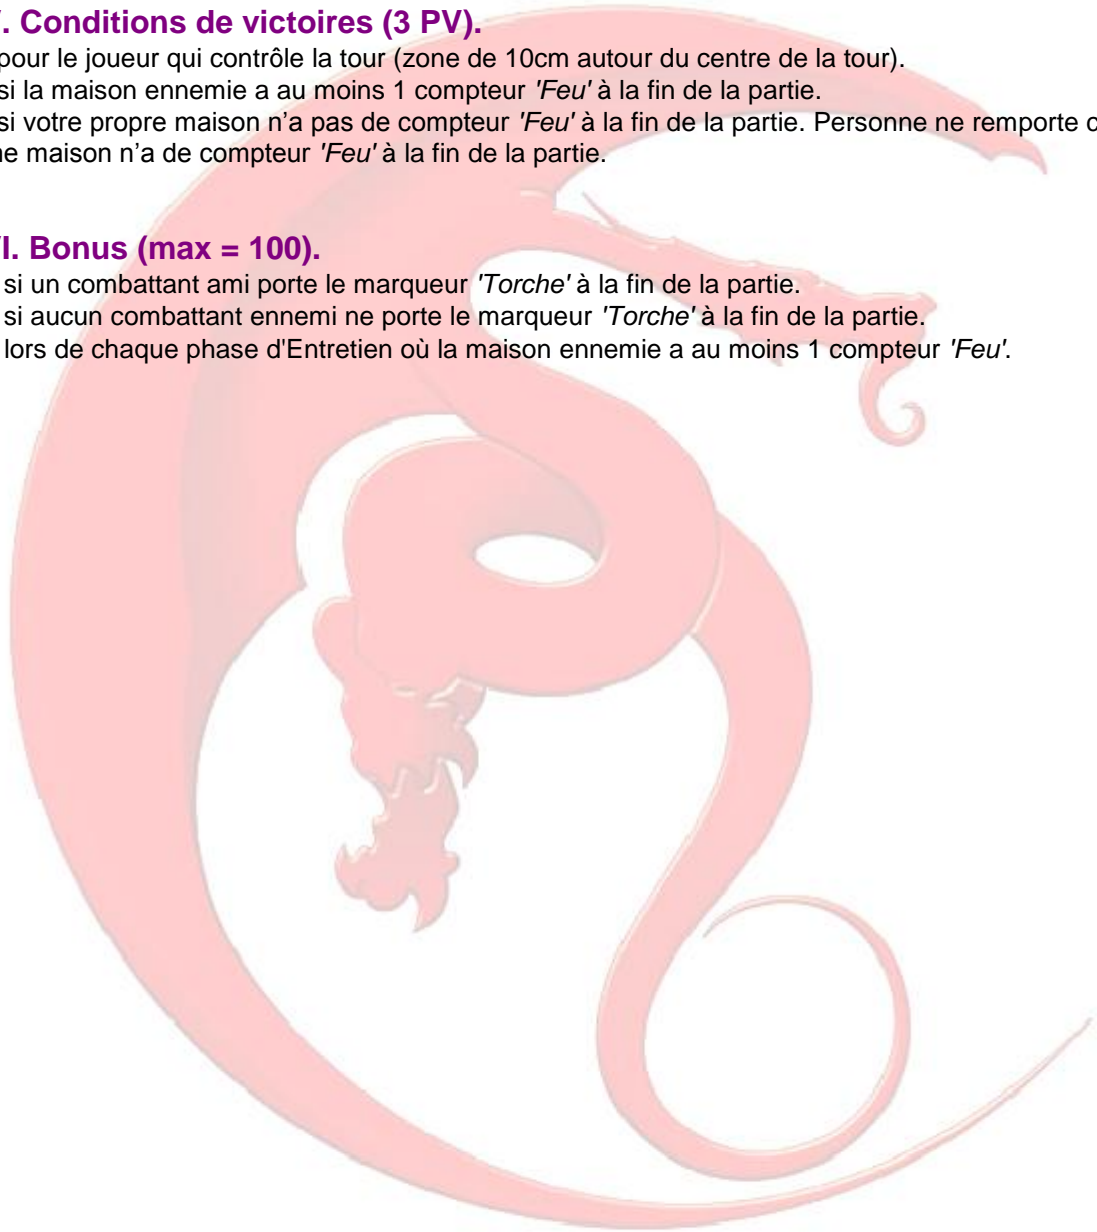 . Conditions de victoires (3 PV).
pour le joueur qui contrôle la tour (zone de 10cm autour du centre de la tour).
si la maison ennemie a au moins 1 compteur 'Feu' à la fin de la partie.
si votre propre maison n'a pas de compteur 'Feu' à la fin de la partie. Personne ne remporte
ne maison n'a de compteur 'Feu' à la fin de la partie.
I. Bonus (max = 100).
si un combattant ami porte le marqueur 'Torche' à la fin de la partie.
si aucun combattant ennemi ne porte le marqueur 'Torche' à la fin de la partie.
lors de chaque phase d'Entretien où la maison ennemie a au moins 1 compteur 'Feu'.